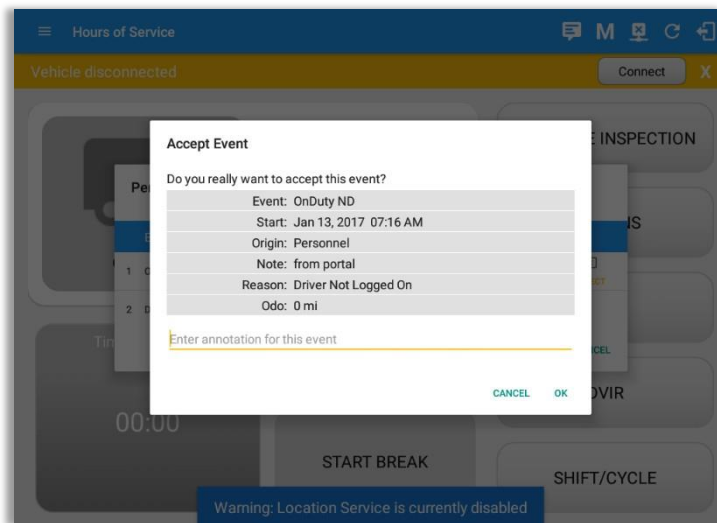 Hours of Service
M
Vehicle disconnected
Connect
X
INSPECTION
Accept Event
Do you really want to accept this event?
Event: OnDuty ND
Start: Jan 13, 2017 07:16 AM
Origin: Personnel
Note: from portal
Reason: Driver Not Logged On
Odo: 0 mi
Enter annotation for this event
CANCEL OK
1
2
00:00
START BREAK
SHIFT/CYCLE
Warning: Location Service is currently disabled